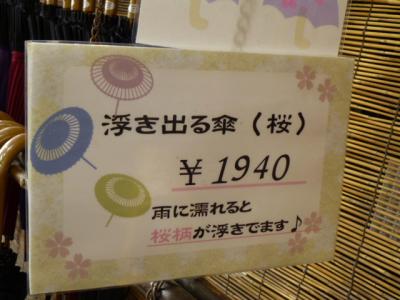 浮き出る傘（桜）
￥1940
雨に濡れると
桜柄が浮きでます♪